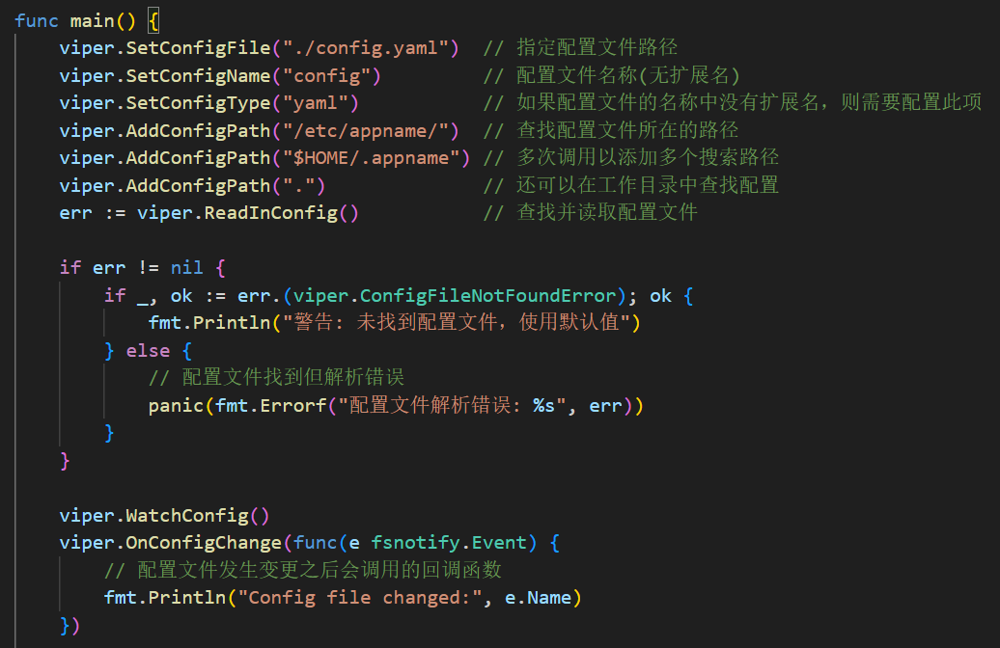 func main() {
    viper.SetConfigFile("./config.yaml")  // 指定配置文件路径
    viper.SetConfigName("config")         // 配置文件名称(无扩展名)
    viper.SetConfigType("yaml")           // 如果配置文件的名称中没有扩展名，则需要配置此项
    viper.AddConfigPath("/etc/appname/")  // 查找配置文件所在的路径
    viper.AddConfigPath("$HOME/.appname") // 多次调用以添加多个搜索路径
    viper.AddConfigPath(".")              // 还可以在工作目录中查找配置
    err := viper.ReadInConfig()           // 查找并读取配置文件

    if err != nil {
        if _, ok := err.(viper.ConfigFileNotFoundError); ok {
            fmt.Println("警告: 未找到配置文件，使用默认值")
        } else {
            // 配置文件找到但解析错误
            panic(fmt.Errorf("配置文件解析错误: %s", err))
        }
    }

    viper.WatchConfig()
    viper.OnConfigChange(func(e fsnotify.Event) {
        // 配置文件发生变更之后会调用的回调函数
        fmt.Println("Config file changed:", e.Name)
    })